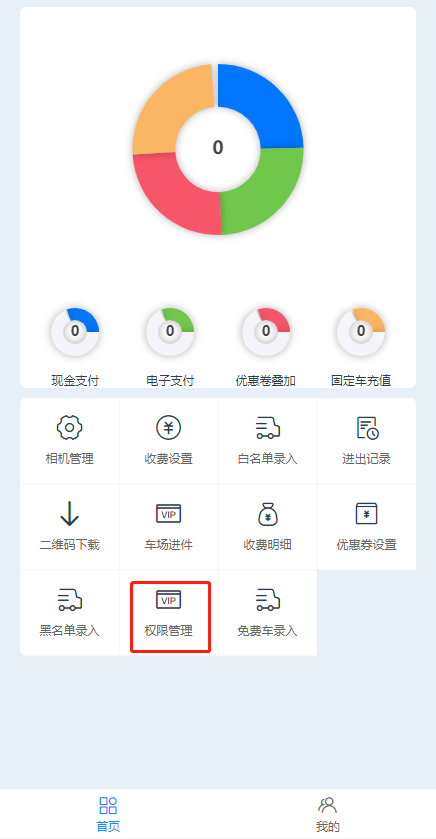 0
0 0 0 0
现金支付 电子支付 优惠卷叠加 固定车充值
相机管理 收费设置 白名单录入 进出记录
VIP
二维码下载 车场进件 收费明细 优惠券设置
VIP
黑名单录入 权限管理 免费车录入
首页 我的